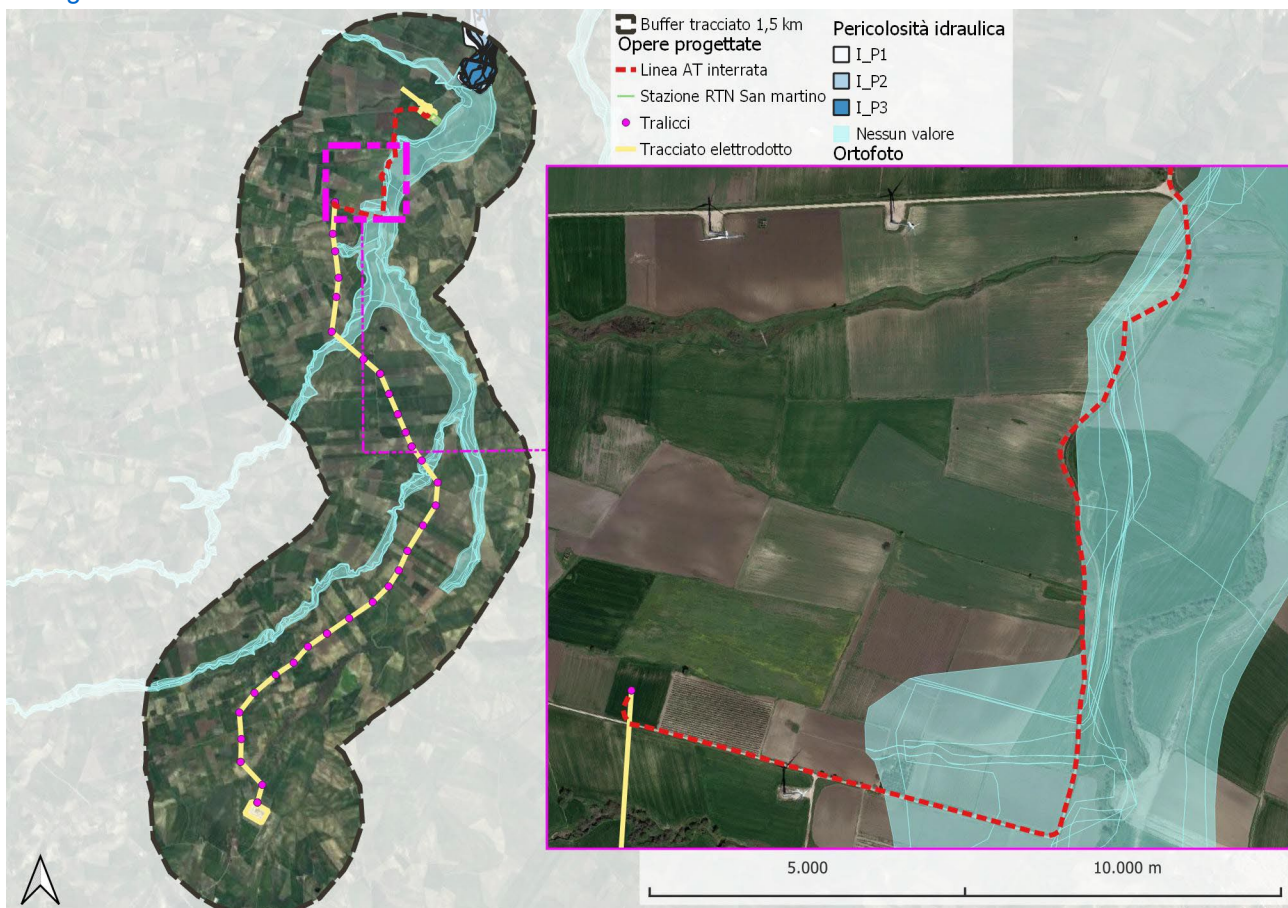 Buffer tracciato 1,5 km
Opere progettate
Linea AT interrata
Stazione RTN San martino
Tralicci
Tracciato elettrodotto
Pericolosità idraulica
I_P1
I_P2
I_P3
Nessun valore
Ortofoto
5.000
10.000 m